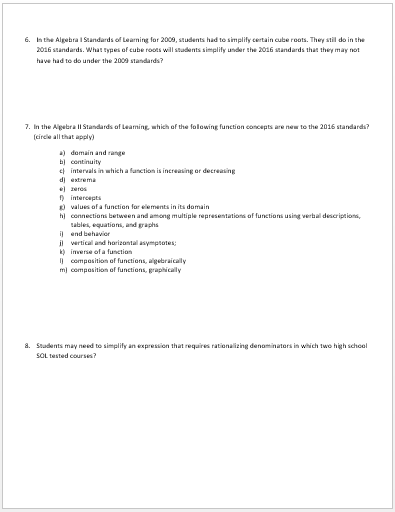 6. In the Algebra I Standards of Learning for 2009, students had to simplify certain cube roots. They still do in the
2016 standards. What types of cube roots will students simplify under the 2016 standards that they may not
have had to do under the 2009 standards?
7. In the Algebra II Standards of Learning, which of the following function concepts are new to the 2016 standards?
(circle all that apply)
a) domain and range
b) continuity
c) intervals in which a function is increasing or decreasing
d) extrema
e) zeros
f) intercepts
g) values of a function for elements in its domain
h) connections between and among multiple representations of functions using verbal descriptions,
tables, equations, and graphs
i) end behavior
j) vertical and horizontal asymptotes;
k) inverse of a function
l) composition of functions, algebraically
m) composition of functions, graphically
8. Students may need to simplify an expression that requires rationalizing denominators in which two high school
SOL tested courses?